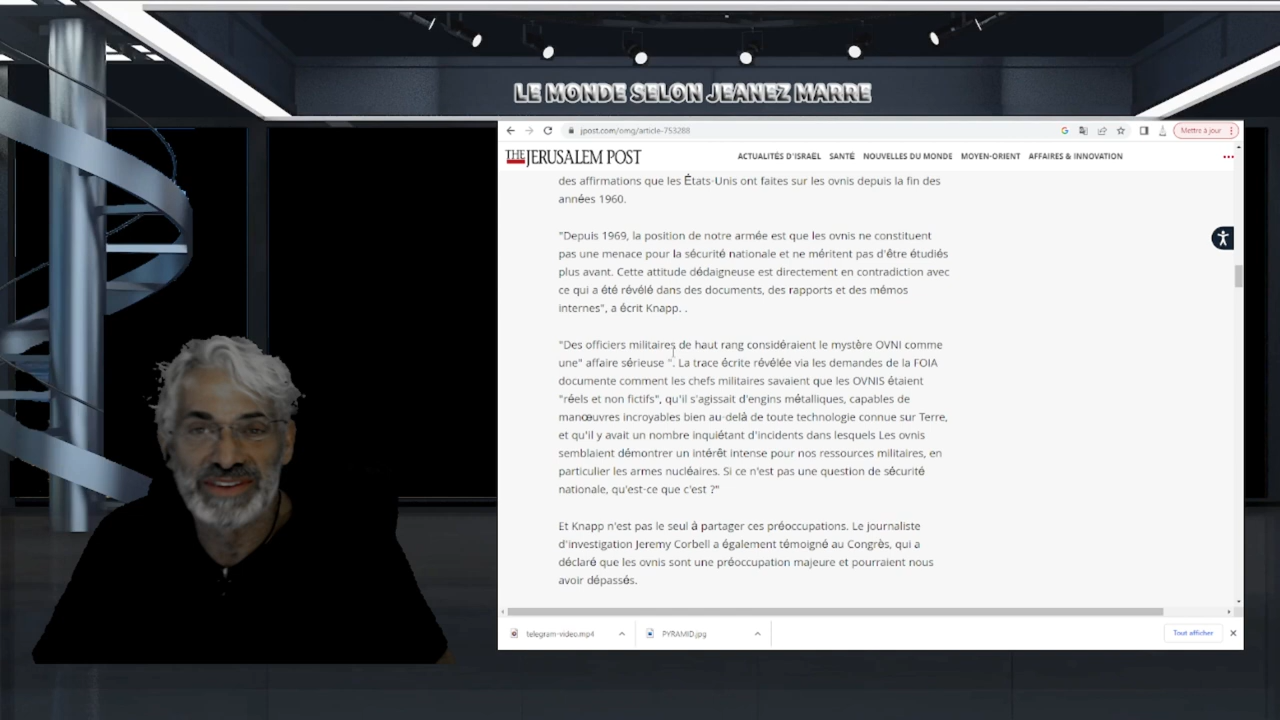 LE MONDE SELON JEANEZ MARRE
jpost.com/omg/article-753288
Mettre à jour
THE JERUSALEM POST
ACTUALITÉS D'ISRAËL SANTÉ NOUVELLES DU MONDE MOYEN-ORIENT AFFAIRES & INNOVATION
des affirmations que les États-Unis ont faites sur les ovnis depuis la fin des
années 1960.
"Depuis 1969, la position de notre armée est que les ovnis ne constituent
pas une menace pour la sécurité nationale et ne méritent pas d'être étudiés
plus avant. Cette attitude dédaigneuse est directement en contradiction avec
ce qui a été révélé dans des documents, des rapports et des mémos
internes", a écrit Knapp. .
"Des officiers militaires de haut rang considéraient le mystère OVNI comme
une" affaire sérieuse ". La trace écrite révélée via les demandes de la FOIA
documente comment les chefs militaires savaient que les OVNIS étaient
"réels et non fictifs", qu'il s'agissait d'engins métalliques, capables de
manœuvres incroyables bien au-delà de toute technologie connue sur Terre,
et qu'il y avait un nombre inquiétant d'incidents dans lesquels Les ovnis
semblaient démontrer un intérêt intense pour nos ressources militaires, en
particulier les armes nucléaires. Si ce n'est pas une question de sécurité
nationale, qu'est-ce que c'est ?"
Et Knapp n'est pas le seul à partager ces préoccupations. Le journaliste
d'investigation Jeremy Corbell a également témoigné au Congrès, qui a
déclaré que les ovnis sont une préoccupation majeure et pourraient nous
avoir dépassés.
telegram-video.mp4
PYRAMID.jpg
Tout afficher